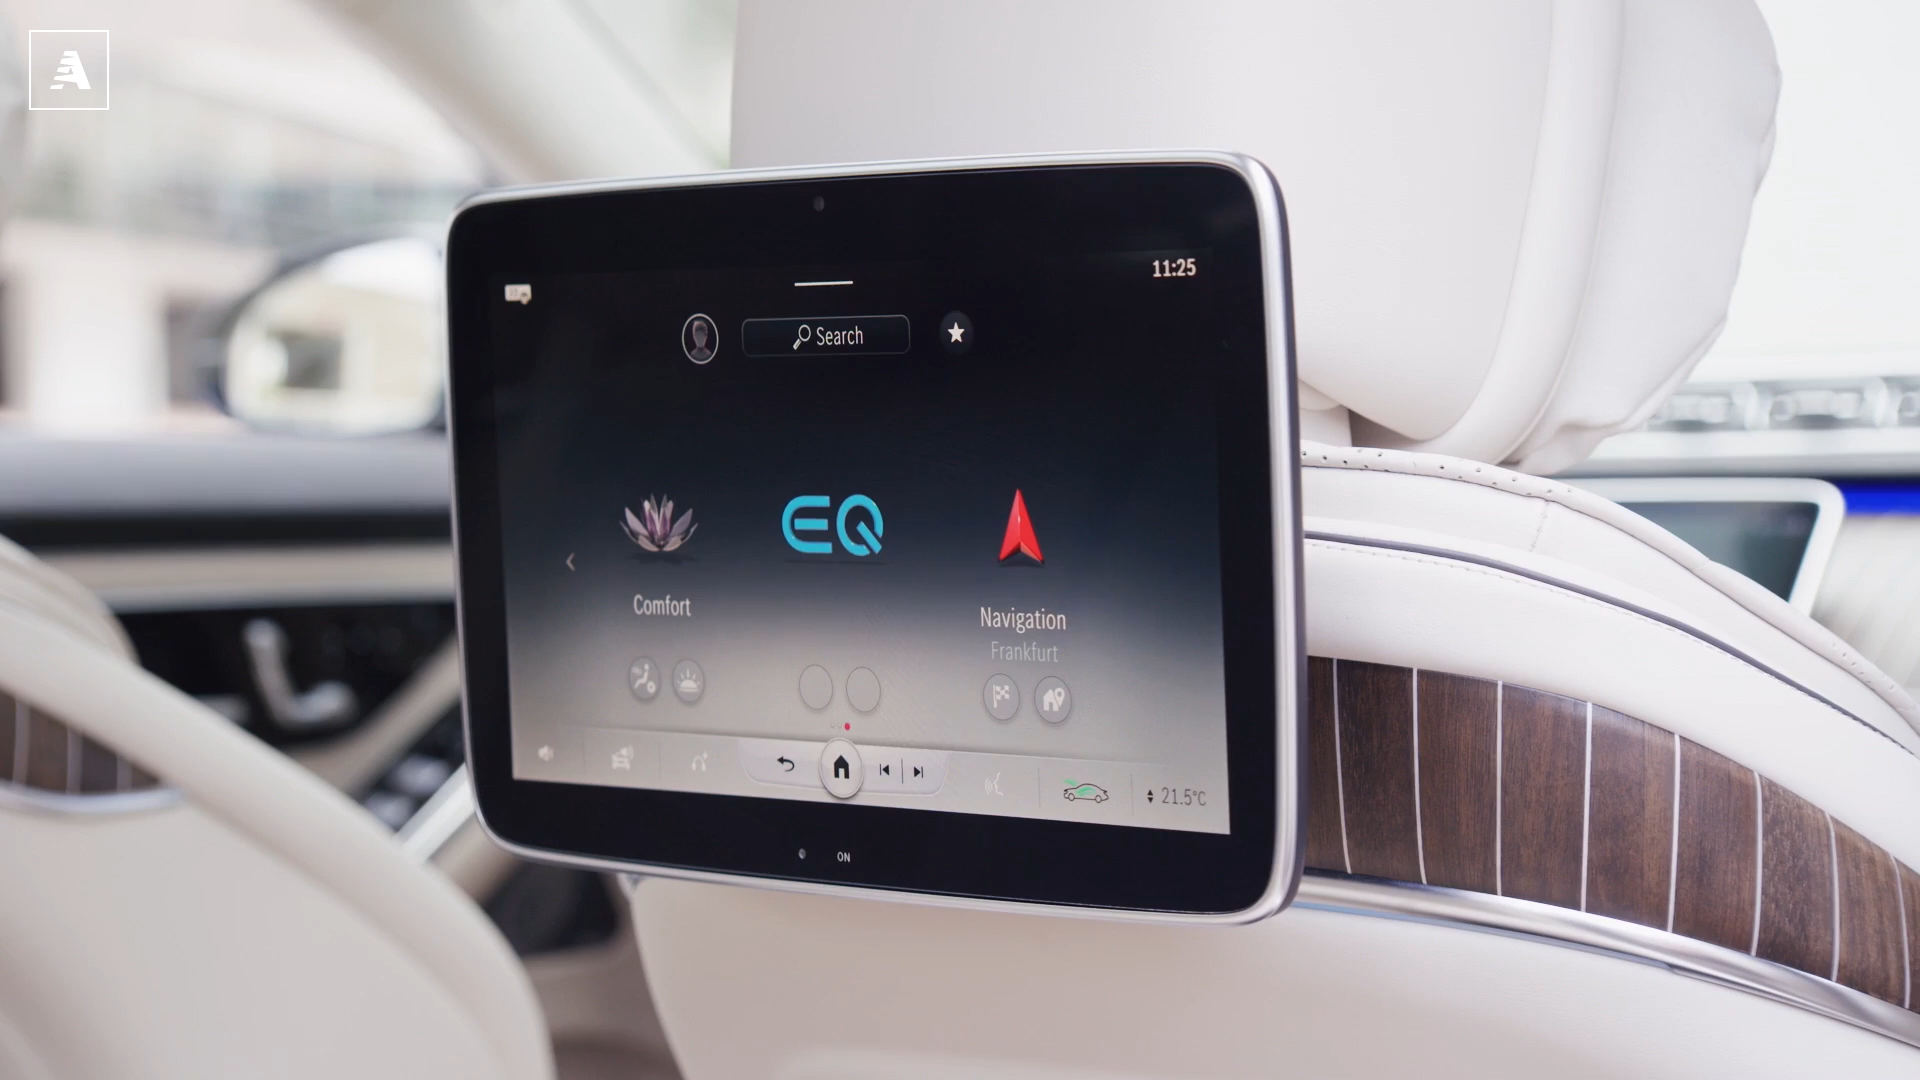 A
11:25
Search
EQ
Comfort
Navigation
Frankfurt
21.5°C
ON